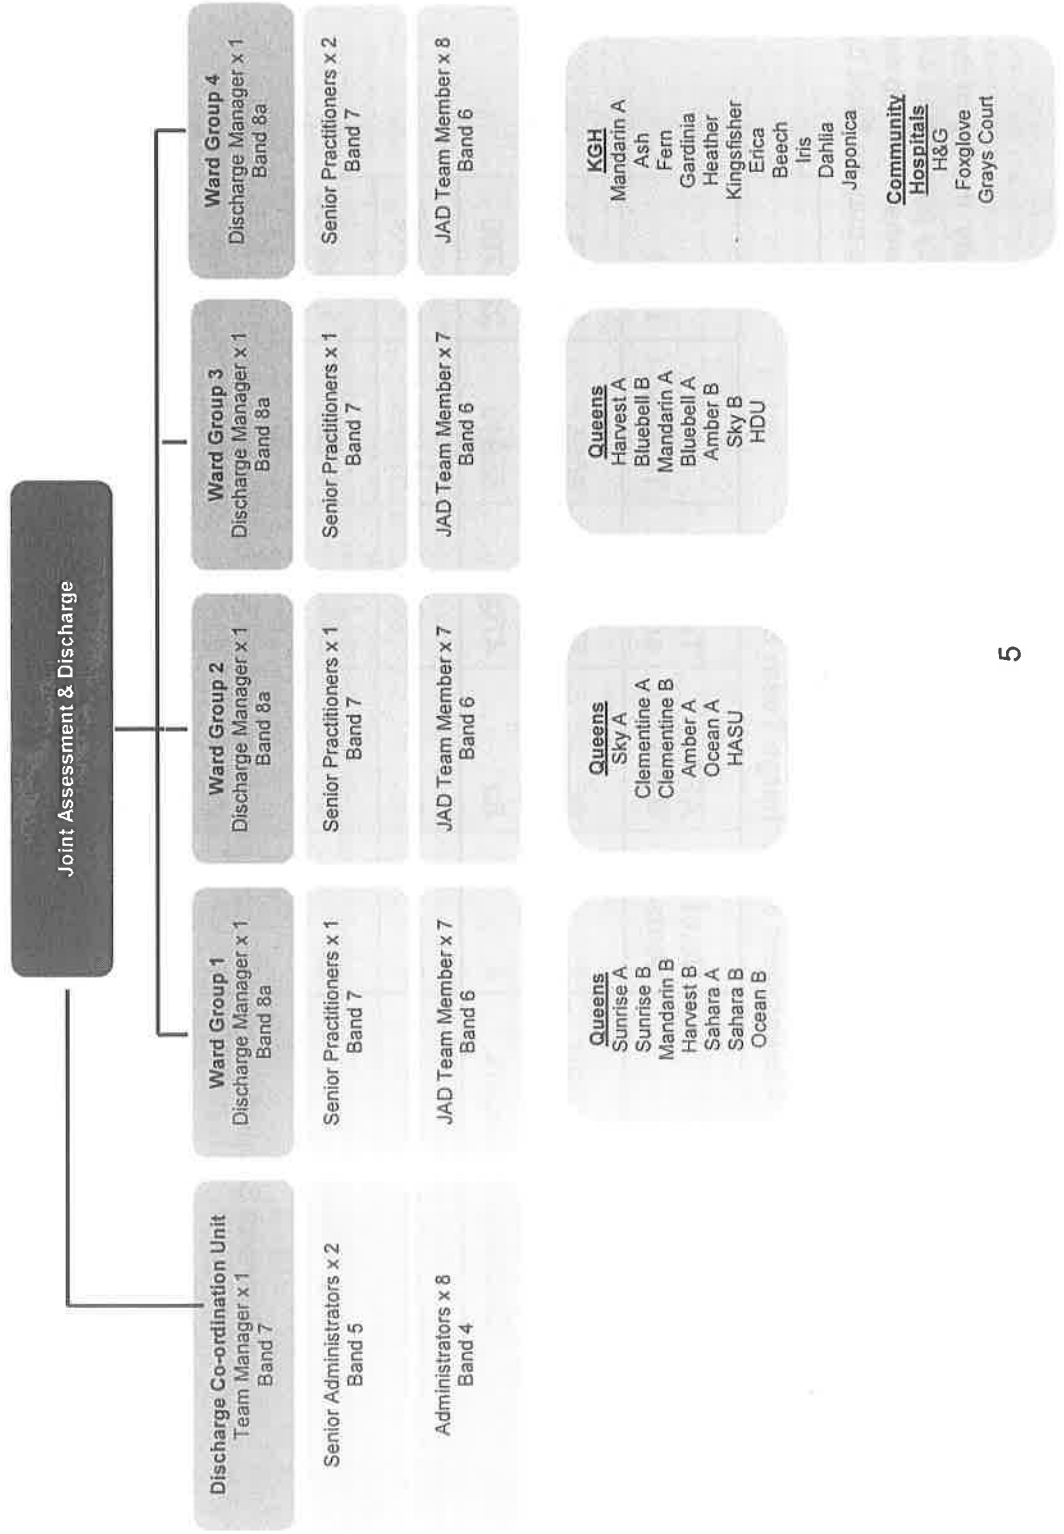 Joint Assessment & Discharge
Discharge Co-ordination Unit
Team Manager x 1
Band 7
Senior Administrators x 2
Band 5
Administrators x 8
Band 4
Ward Group 1
Discharge Manager x 1
Band 8a
Senior Practitioners x 1
Band 7
JAD Team Member x 7
Band 6
Queens
Sunrise A
Sunrise B
Mandarin B
Harvest B
Sahara A
Sahara B
Ocean B
Ward Group 2
Discharge Manager x 1
Band 8a
Senior Practitioners x 1
Band 7
JAD Team Member x 7
Band 6
Queens
Sky A
Clementine A
Clementine B
Amber A
Ocean A
HASU
Ward Group 3
Discharge Manager x 1
Band 8a
Senior Practitioners x 1
Band 7
JAD Team Member x 7
Band 6
Queens
Harvest A
Bluebell B
Mandarin A
Bluebell A
Amber B
Sky B
HDU
Ward Group 4
Discharge Manager x 1
Band 8a
Senior Practitioners x 2
Band 7
JAD Team Member x 8
Band 6
KGH
Mandarin A
Ash
Fern
Gardinia
Heather
Kingsfisher
Erica
Beech
Iris
Dahlia
Japonica
Community
Hospitals
H&G
Foxglove
Grays Court
5